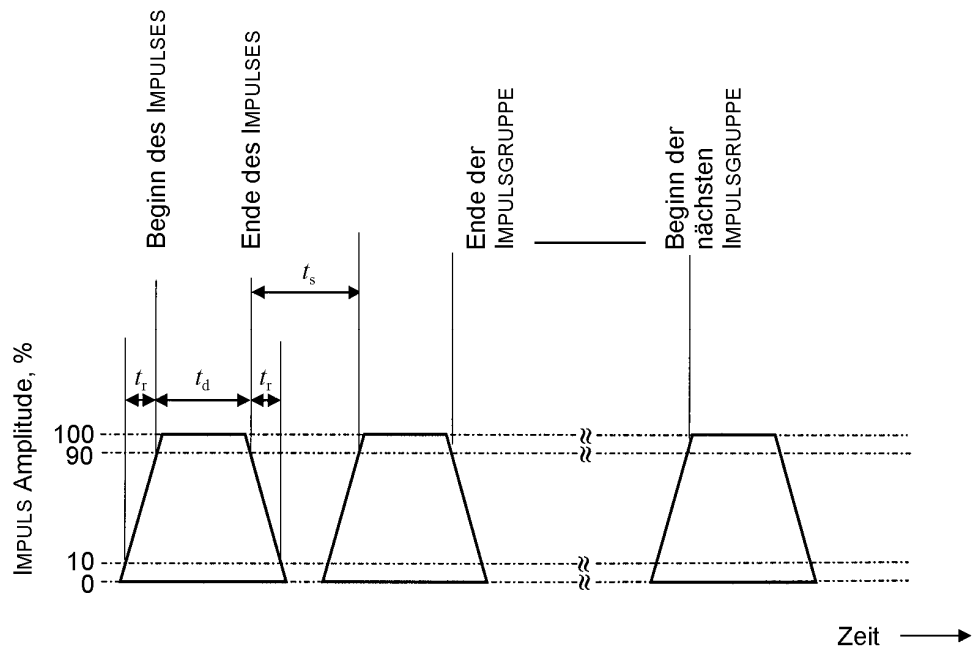 Beginn des IMPULSES
Ende des IMPULSES
Ende der
IMPULSGRUPPE
Beginn der
nächsten
IMPULSGRUPPE
ts
tr
td
tr
IMPULS Amplitude, %
100
90
10
0
Zeit